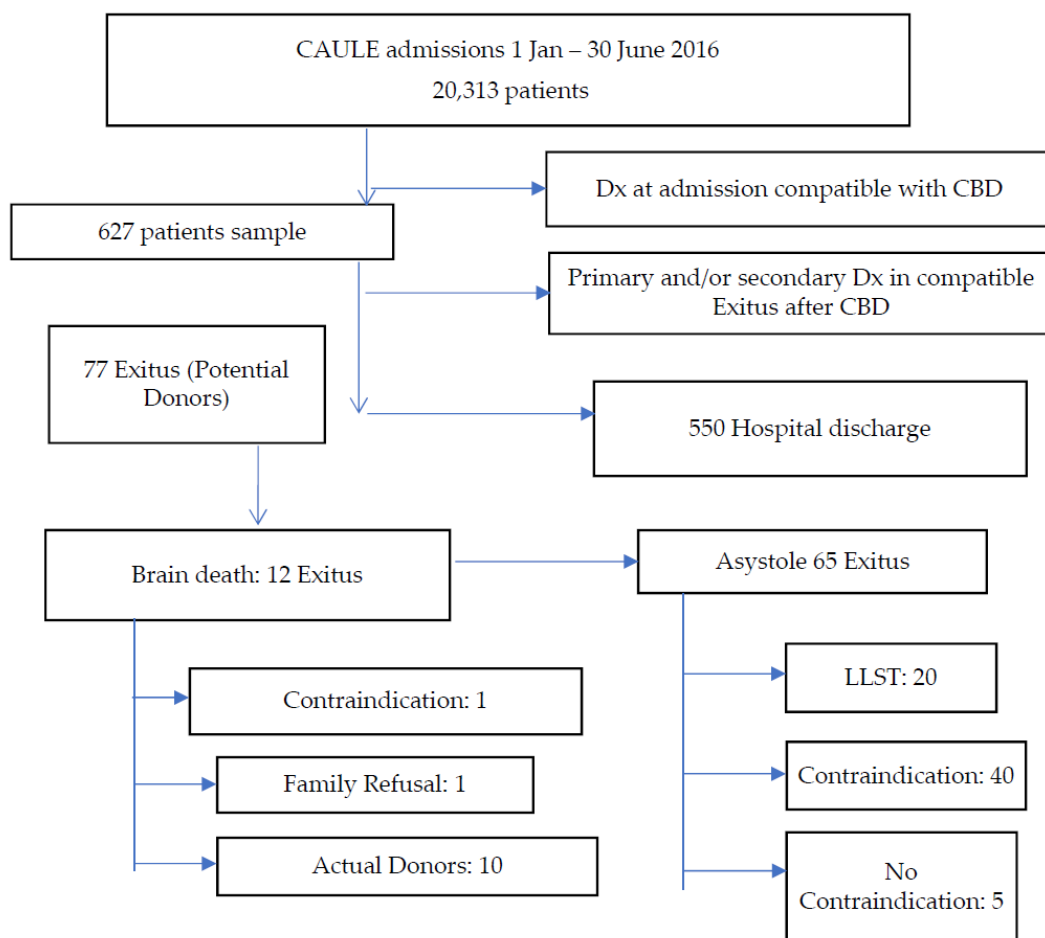 CAULE admissions 1 Jan – 30 June 2016
20,313 patients
Dx at admission compatible with CBD
627 patients sample
Primary and/or secondary Dx in compatible
Exitus after CBD
77 Exitus (Potential
Donors)
550 Hospital discharge
Brain death: 12 Exitus
Asystole 65 Exitus
LLST: 20
Contraindication: 1
Contraindication: 40
Family Refusal: 1
Actual Donors: 10
No
Contraindication: 5